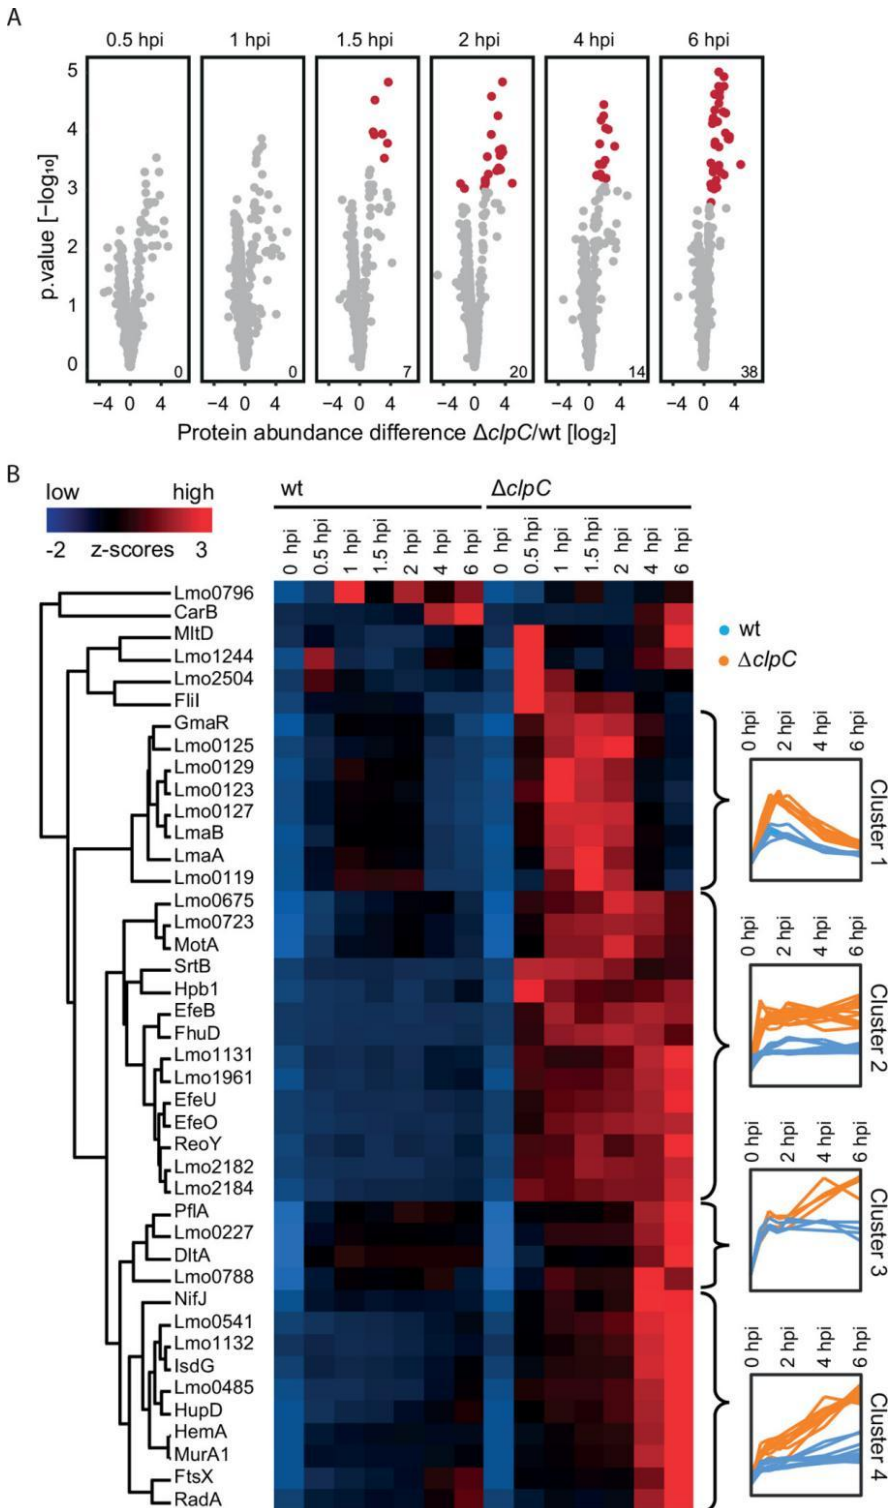 A
0.5 hpi 1 hpi 1.5 hpi 2 hpi 4 hpi 6 hpi
p.value [−log₁₀]
5
4
3
2
1
0
0 0 7 20 14 38
−4 0 4 −4 0 4 −4 0 4 −4 0 4 −4 0 4 −4 0 4
Protein abundance difference ΔclpC/wt [log₂]
B
low high
-2 z-scores 3
wt ΔclpC
0 hpi 0.5 hpi 1 hpi 1.5 hpi 2 hpi 4 hpi 6 hpi 0 hpi 0.5 hpi 1 hpi 1.5 hpi 2 hpi 4 hpi 6 hpi
Lmo0796
CarB
MltD
Lmo1244
Lmo2504
FliI
GmaR
Lmo0125
Lmo0129
Lmo0123
Lmo0127
LmaB
LmaA
Lmo0119
Lmo0675
Lmo0723
MotA
SrtB
Hpb1
EfeB
FhuD
Lmo1131
Lmo1961
EfeU
EfeO
ReoY
Lmo2182
Lmo2184
PflA
Lmo0227
DltA
Lmo0788
NifJ
Lmo0541
Lmo1132
IsdG
Lmo0485
HupD
HemA
MurA1
FtsX
RadA
wt
ΔclpC
0 hpi 2 hpi 4 hpi 6 hpi
Cluster 1
0 hpi 2 hpi 4 hpi 6 hpi
Cluster 2
0 hpi 2 hpi 4 hpi 6 hpi
Cluster 3
0 hpi 2 hpi 4 hpi 6 hpi
Cluster 4